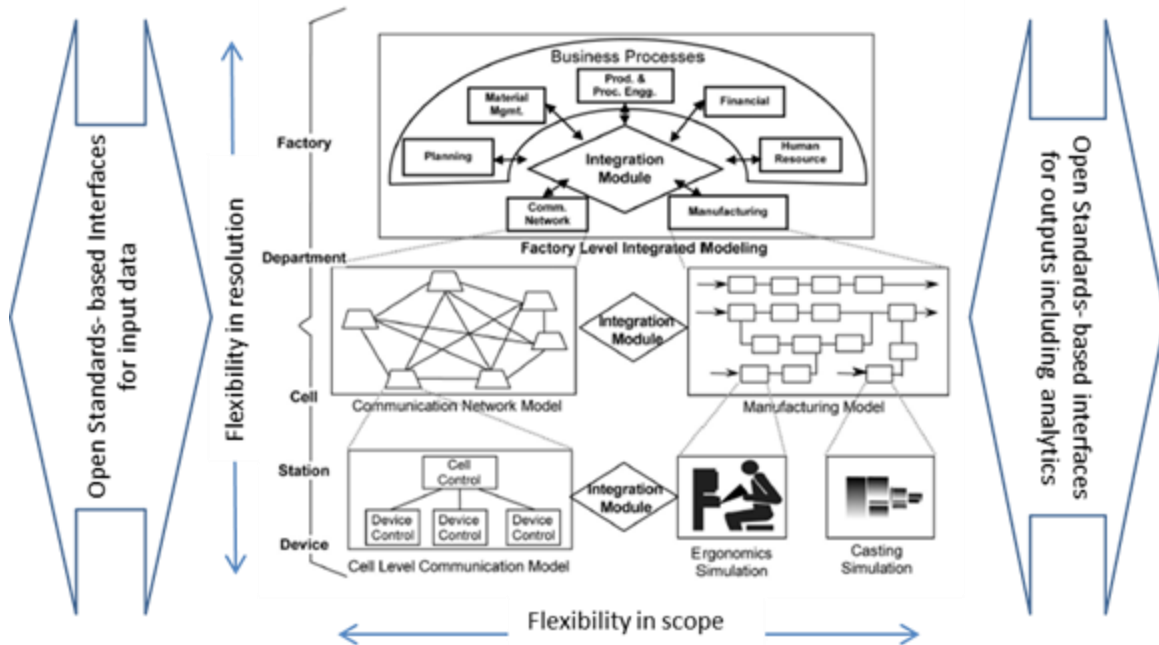 Open Standards- based Interfaces
for input data
Flexibility in resolution
Factory
Department
Cell
Station
Device
Business Processes
Prod. &
Proc. Engg.
Material
Mgmt.
Financial
Planning
Human
Resource
Integration
Module
Comm.
Network
Manufacturing
Factory Level Integrated Modeling
Integration
Module
Communication Network Model
Manufacturing Model
Cell
Control
Device
Control
Device
Control
Device
Control
Integration
Module
Cell Level Communication Model
Ergonomics
Simulation
Casting
Simulation
Flexibility in scope
Open Standards- based interfaces
for outputs including analytics